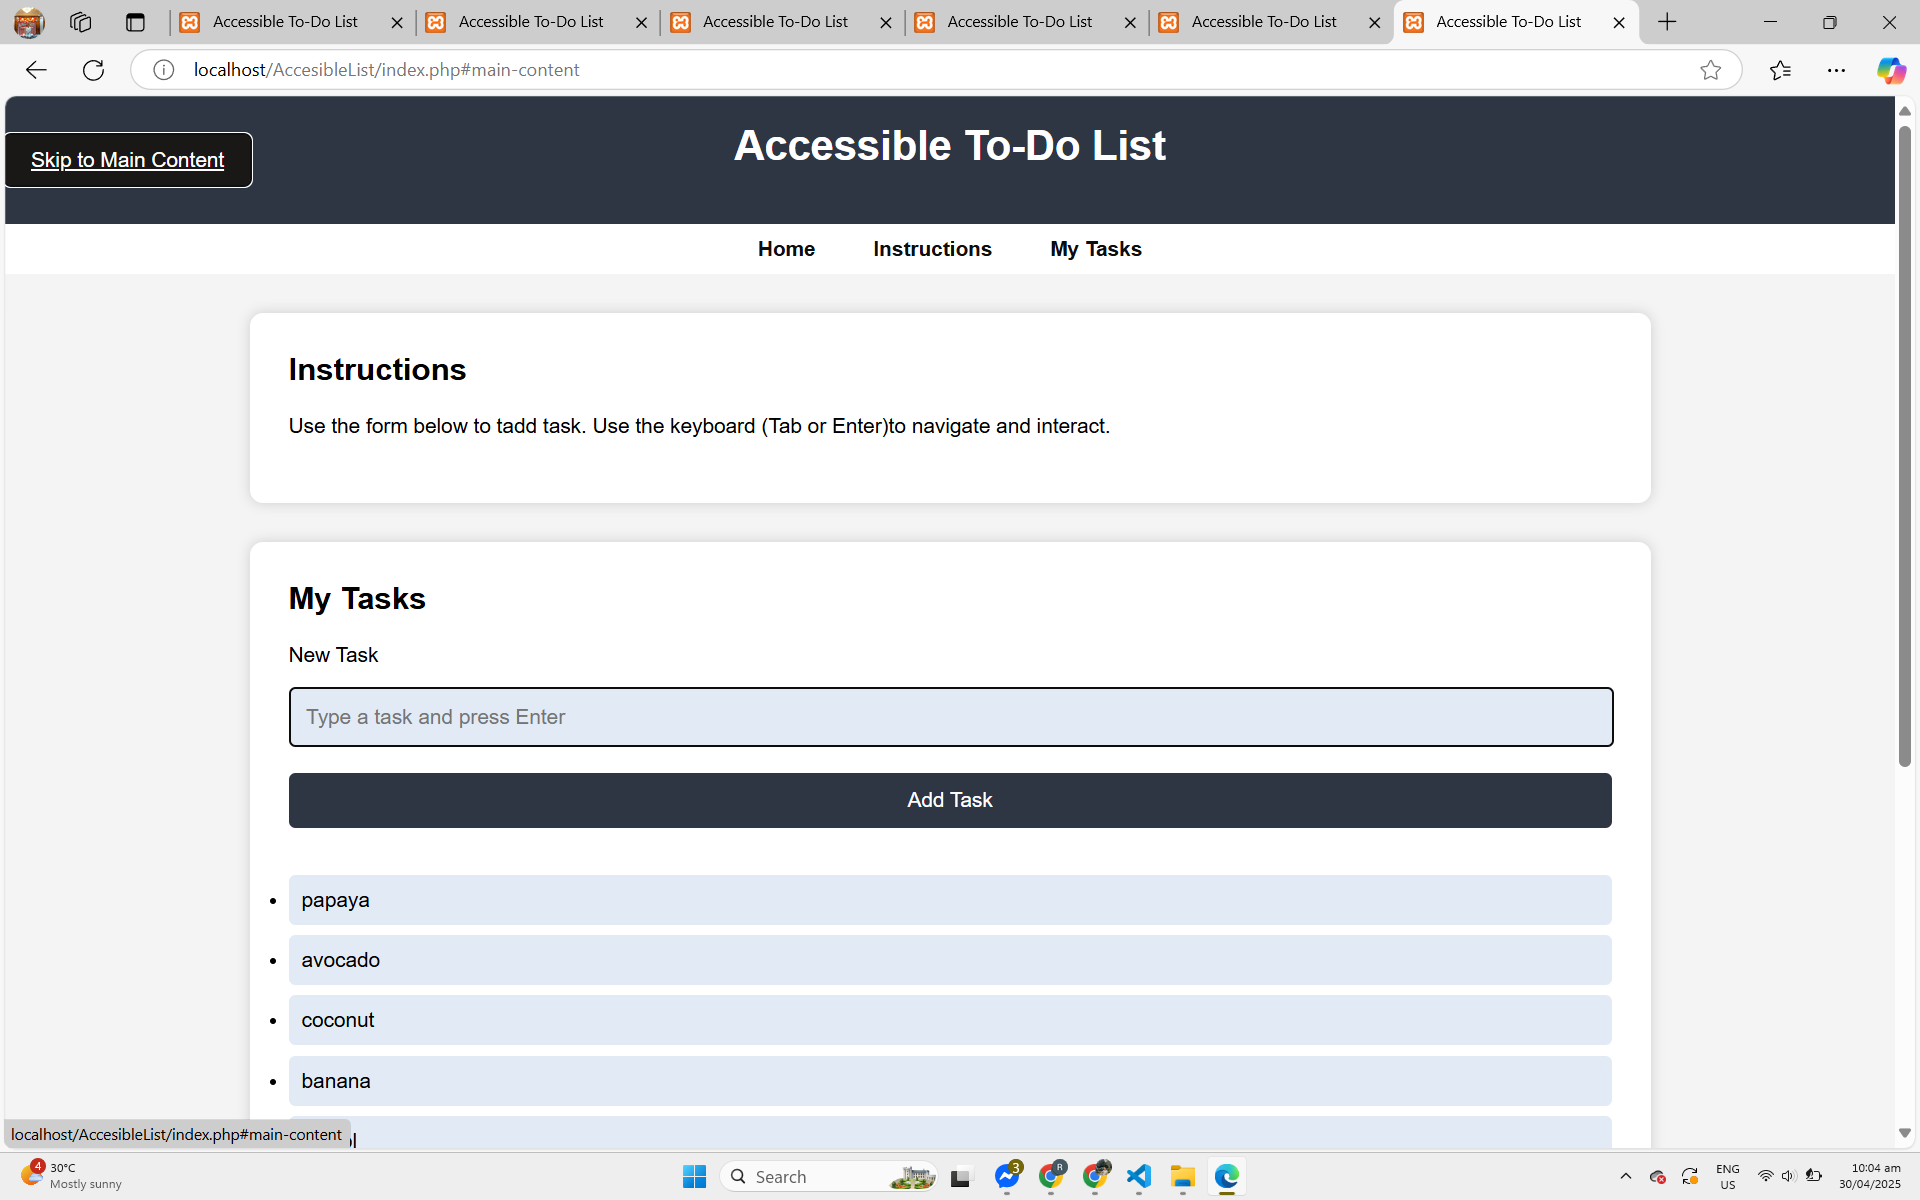 Accessible To-Do List
Accessible To-Do List
Accessible To-Do List
Accessible To-Do List
Accessible To-Do List
Accessible To-Do List
localhost/AccesibleList/index.php#main-content
Skip to Main Content
Accessible To-Do List
Home
Instructions
My Tasks
Instructions
Use the form below to tadd task. Use the keyboard (Tab or Enter)to navigate and interact.
My Tasks
New Task
Type a task and press Enter
Add Task
papaya
avocado
coconut
banana
localhost/AccesibleList/index.php#main-content
4
30°C
Mostly sunny
Search
3
R
ENG
US
10:04 am
30/04/2025